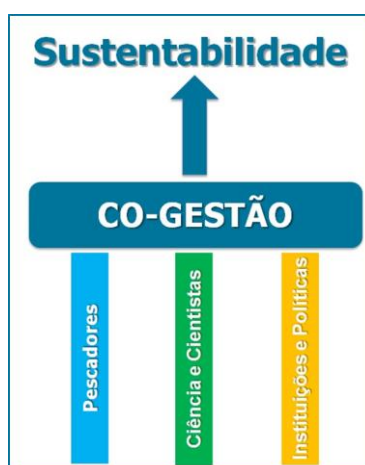 Sustentabilidade
CO-GESTÃO
Pescadores
Ciência e Cientistas
Instituições e Políticas